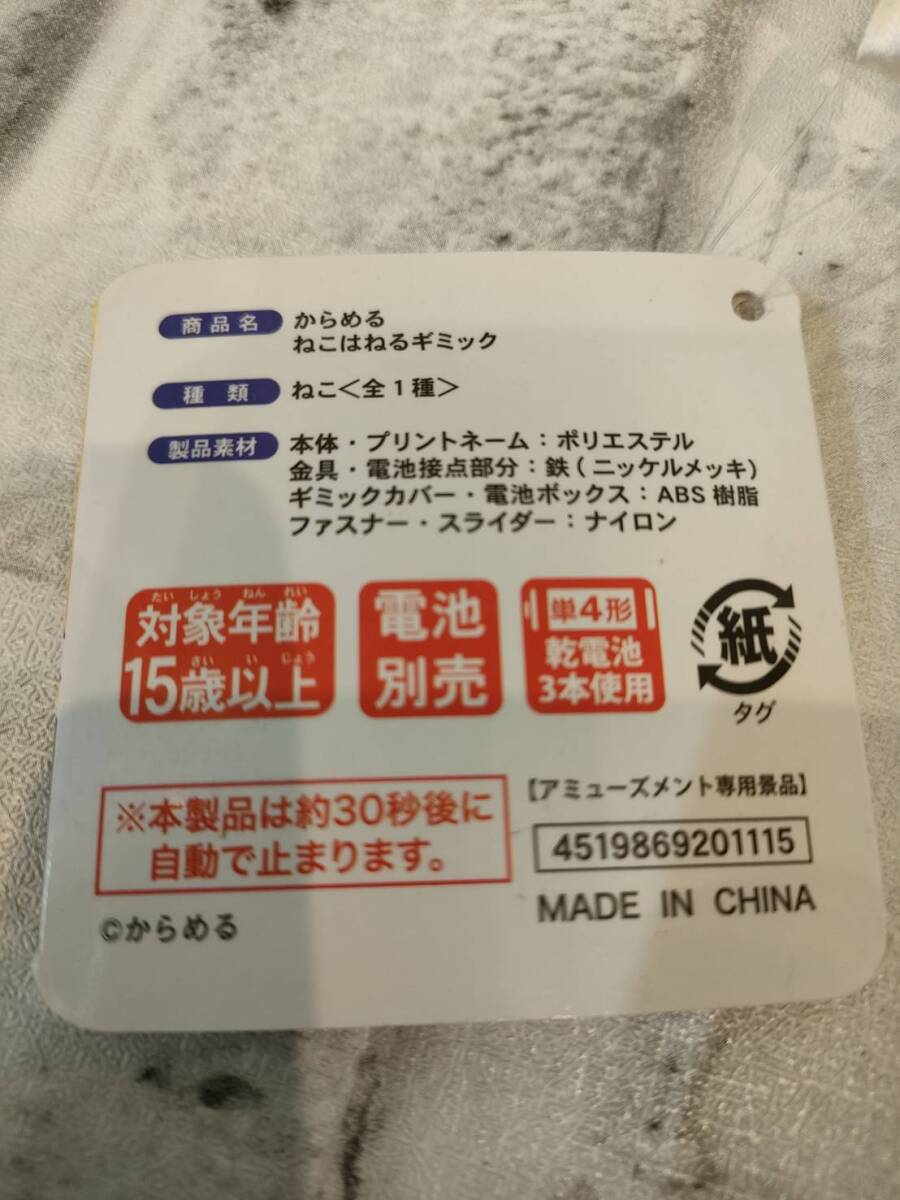 商品名 からめる
ねこはねるギミック
種類 ねこ<全1種>
製品素材 本体・プリントネーム：ポリエステル
金具・電池接点部分：鉄(ニッケルメッキ)
ギミックカバー・電池ボックス：ABS樹脂
ファスナー・スライダー：ナイロン
たいしょうねんれい
対象年齢
さいいじょう
15歳以上
電池
別売
単4形
乾電池
3本使用
紙
タグ
※本製品は約30秒後に
自動で止まります。
【アミューズメント専用景品】
4519869201115
MADE IN CHINA
©からめる